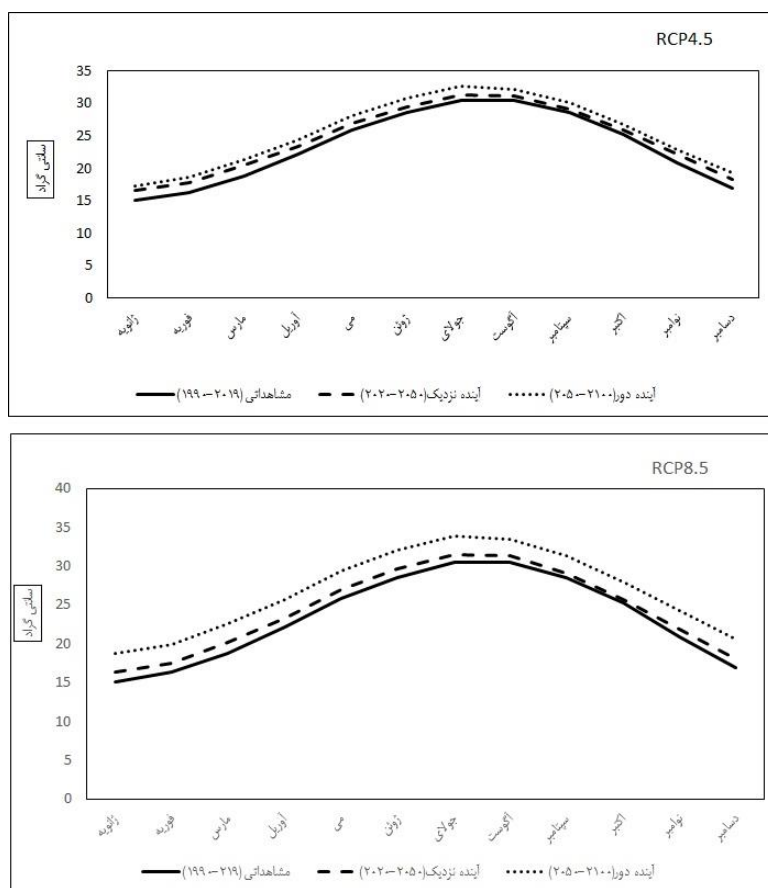 RCP4.5
35
30
25
20
15
10
5
0
سانتی گراد
ژانویه
فوریه
مارس
آوریل
می
ژوئن
جولای
آگوست
سپتامبر
اکتبر
نوامبر
دسامبر
مشاهداتی (۲۰۱۹-۱۹۹۰)
آینده نزدیک(۲۰۵۰-۲۰۲۰)
آینده دور(۲۱۰۰-۲۰۵۰)
RCP8.5
40
35
30
25
20
15
10
5
0
سانتی گراد
ژانویه
فوریه
مارس
آوریل
می
ژوئن
جولای
آگوست
سپتامبر
اکتبر
نوامبر
دسامبر
مشاهداتی (۲۱۹-۱۹۹۰)
آینده نزدیک(۲۰۵۰-۲۰۲۰)
آینده دور(۲۱۰۰-۲۰۵۰)